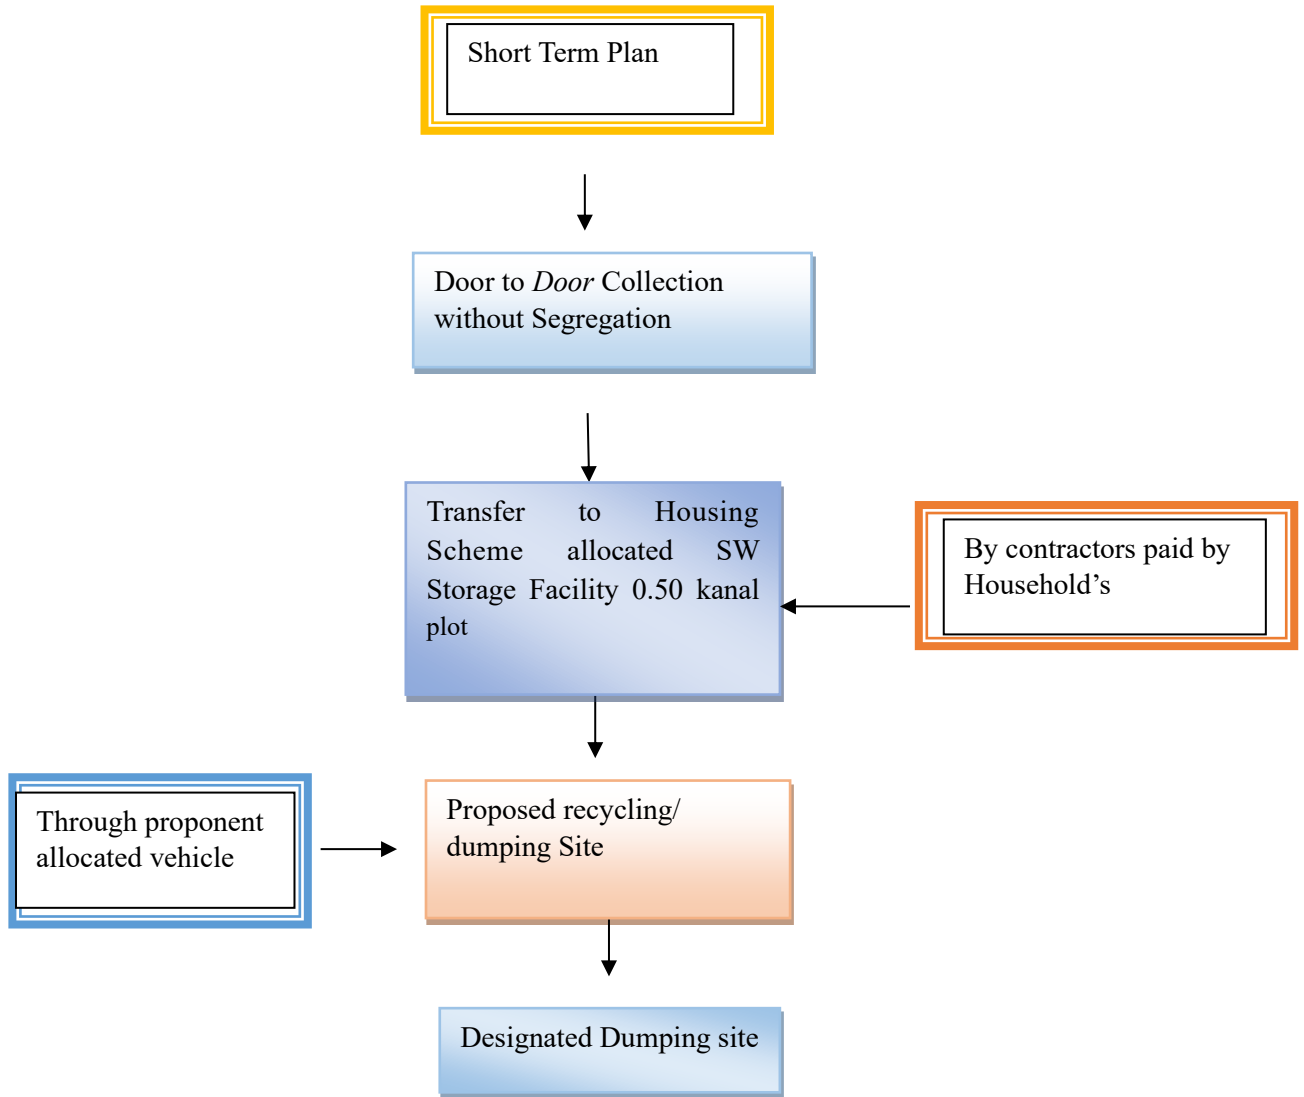 Short Term Plan
Door to Door Collection
without Segregation
Transfer to Housing
Scheme allocated SW
Storage Facility 0.50 kanal
plot
By contractors paid by
Household’s
Through proponent
allocated vehicle
Proposed recycling/
dumping Site
Designated Dumping site